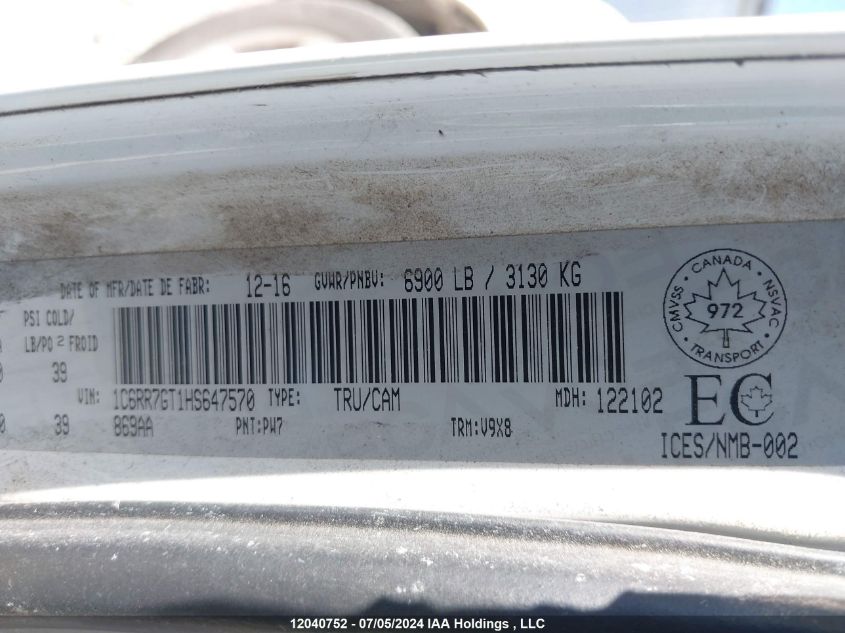 DATE OF MFR/DATE DE FABR: 12-16 GVWR/PNBV: 6900 LB / 3130 KG
PSI COLD/
LB/PO2 FROID
39
VIN: 1C6RR7GT1HS647570 TYPE: TRU/CAM MDH: 122102
39 869AA PNT:PW7 TRM:V9X8
CANADA
CMVSS NSVAC
972
TRANSPORT
EC
ICES/NMB-002
12040752 - 07/05/2024 IAA Holdings , LLC